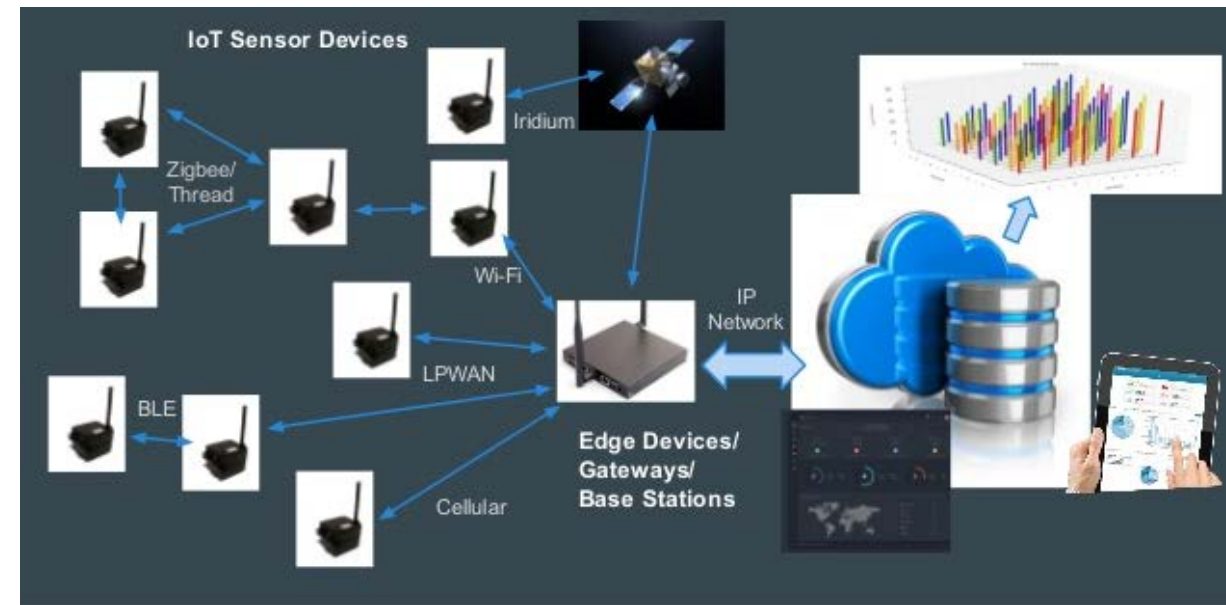 IoT Sensor Devices
Iridium
Zigbee/
Thread
Wi-Fi
IP
Network
LPWAN
BLE
Edge Devices/
Gateways/
Base Stations
Cellular